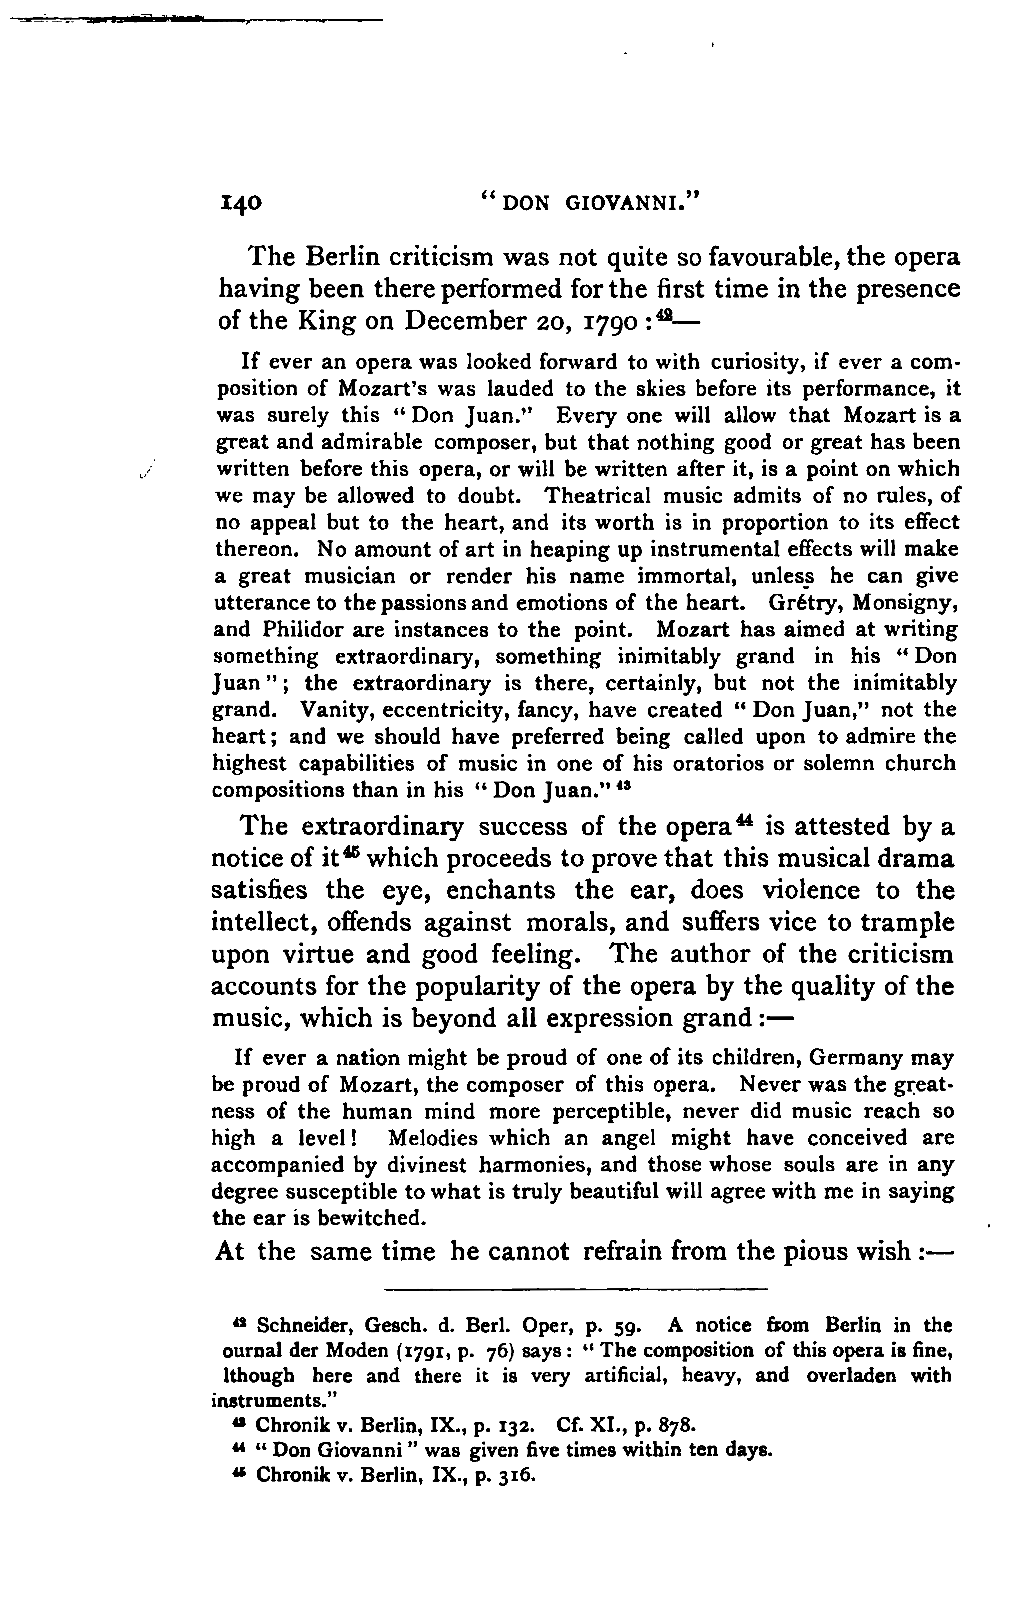 140 "DON GIOVANNI."
The Berlin criticism was not quite so favourable, the opera
having been there performed for the first time in the presence
of the King on December 20, 1790 :⁴²—
If ever an opera was looked forward to with curiosity, if ever a com-
position of Mozart's was lauded to the skies before its performance, it
was surely this "Don Juan." Every one will allow that Mozart is a
great and admirable composer, but that nothing good or great has been
written before this opera, or will be written after it, is a point on which
we may be allowed to doubt. Theatrical music admits of no rules, of
no appeal but to the heart, and its worth is in proportion to its effect
thereon. No amount of art in heaping up instrumental effects will make
a great musician or render his name immortal, unless he can give
utterance to the passions and emotions of the heart. Grétry, Monsigny,
and Philidor are instances to the point. Mozart has aimed at writing
something extraordinary, something inimitably grand in his "Don
Juan"; the extraordinary is there, certainly, but not the inimitably
grand. Vanity, eccentricity, fancy, have created "Don Juan," not the
heart; and we should have preferred being called upon to admire the
highest capabilities of music in one of his oratorios or solemn church
compositions than in his "Don Juan." ⁴³
The extraordinary success of the opera⁴⁴ is attested by a
notice of it⁴⁵ which proceeds to prove that this musical drama
satisfies the eye, enchants the ear, does violence to the
intellect, offends against morals, and suffers vice to trample
upon virtue and good feeling. The author of the criticism
accounts for the popularity of the opera by the quality of the
music, which is beyond all expression grand :—
If ever a nation might be proud of one of its children, Germany may
be proud of Mozart, the composer of this opera. Never was the great-
ness of the human mind more perceptible, never did music reach so
high a level! Melodies which an angel might have conceived are
accompanied by divinest harmonies, and those whose souls are in any
degree susceptible to what is truly beautiful will agree with me in saying
the ear is bewitched.
At the same time he cannot refrain from the pious wish :—
⁴² Schneider, Gesch. d. Berl. Oper, p. 59. A notice from Berlin in the
ournal der Moden (1791, p. 76) says: "The composition of this opera is fine,
lthough here and there it is very artificial, heavy, and overladen with
instruments."
⁴³ Chronik v. Berlin, IX., p. 132. Cf. XI., p. 878.
⁴⁴ "Don Giovanni" was given five times within ten days.
⁴⁵ Chronik v. Berlin, IX., p. 316.